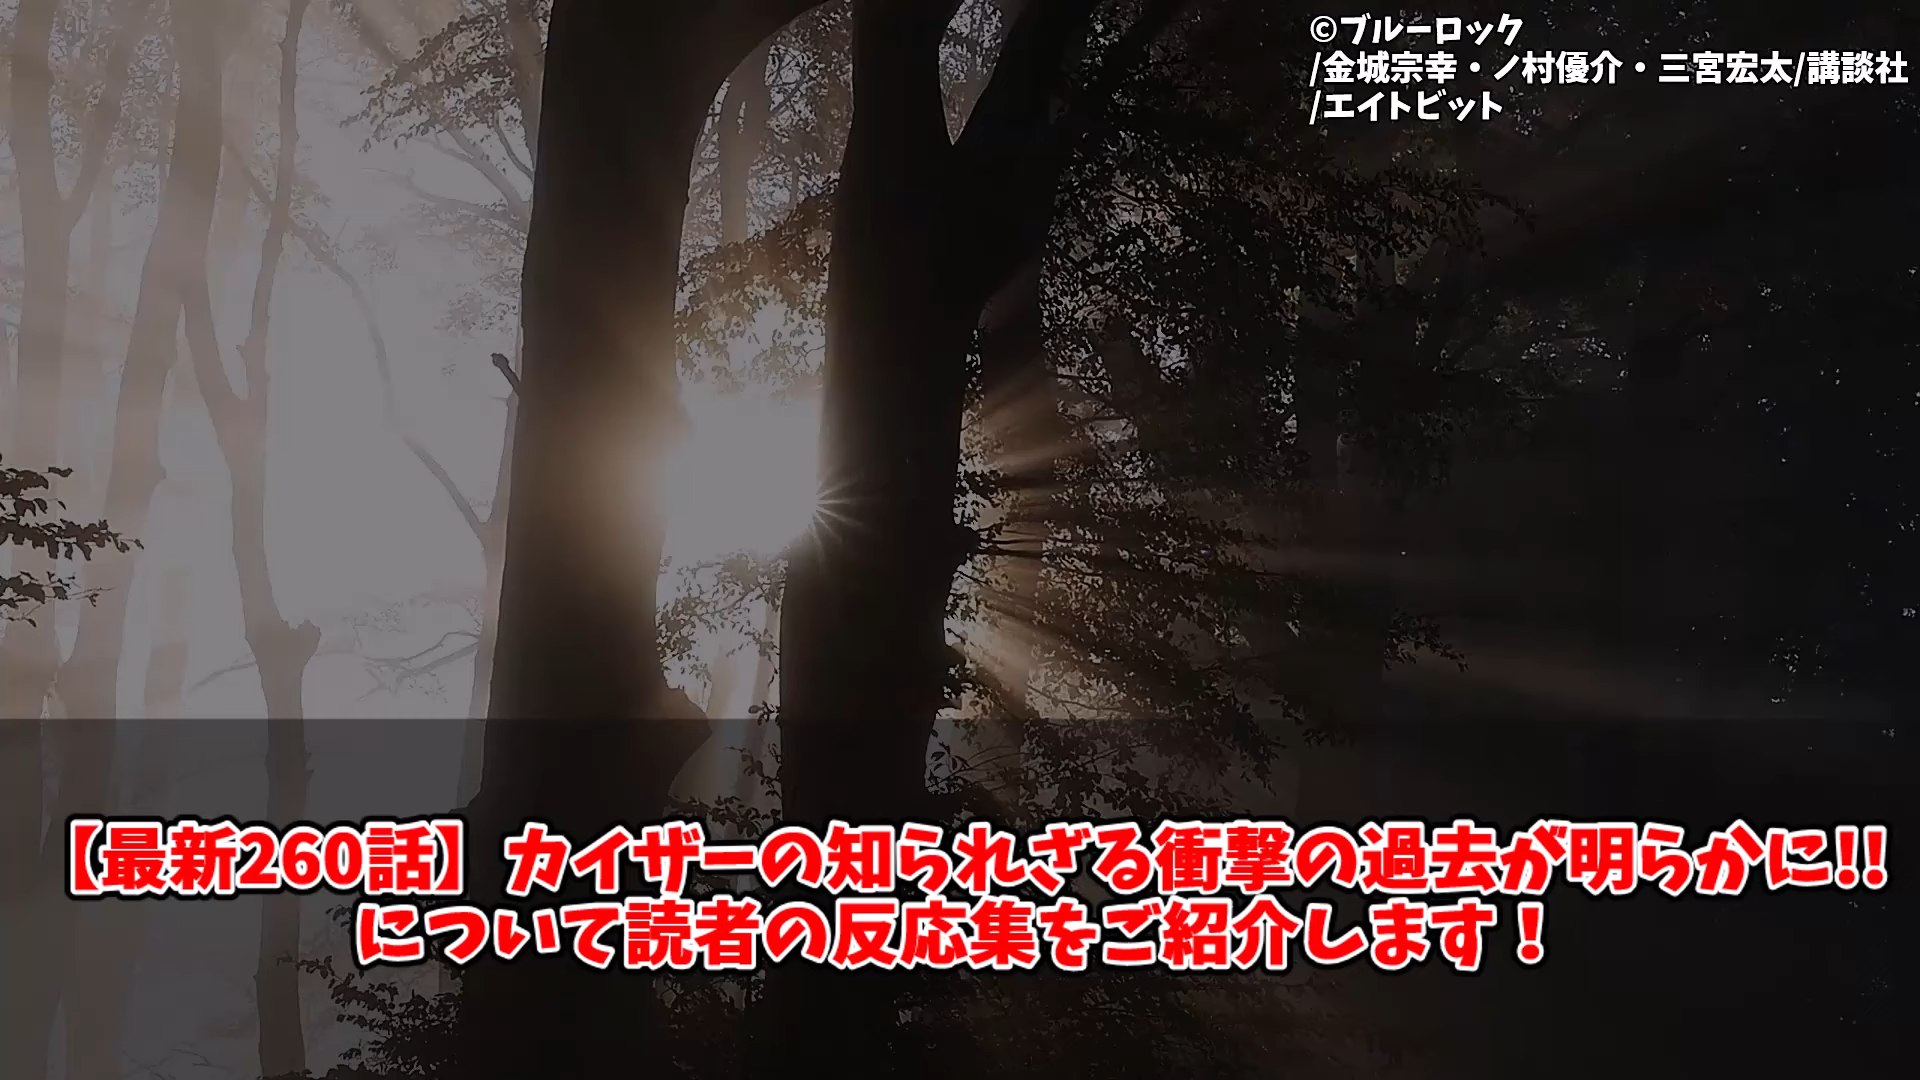 ©ブルーロック
/金城宗幸・ノ村優介・三宮宏太/講談社
/エイトビット
【最新260話】カイザーの知られざる衝撃の過去が明らかに!!
について読者の反応集をご紹介します！